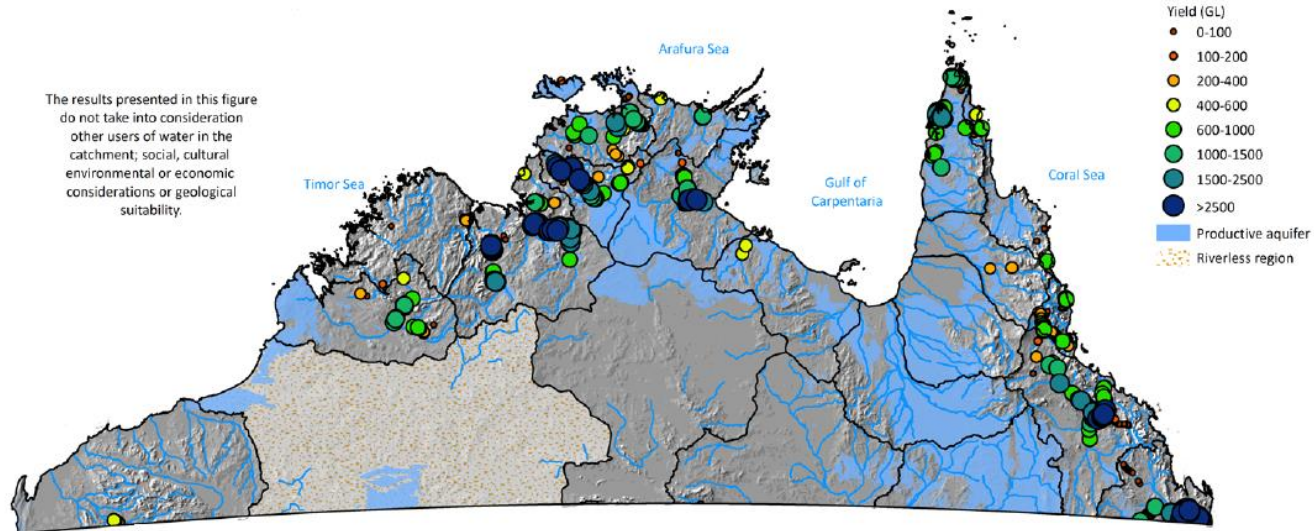 The results presented in this figure
do not take into consideration
other users of water in the
catchment; social, cultural
environmental or economic
considerations or geological
suitability.
Timor Sea
Arafura Sea
Gulf of
Carpentaria
Coral Sea
Yield (GL)
0-100
100-200
200-400
400-600
600-1000
1000-1500
1500-2500
>2500
Productive aquifer
Riverless region